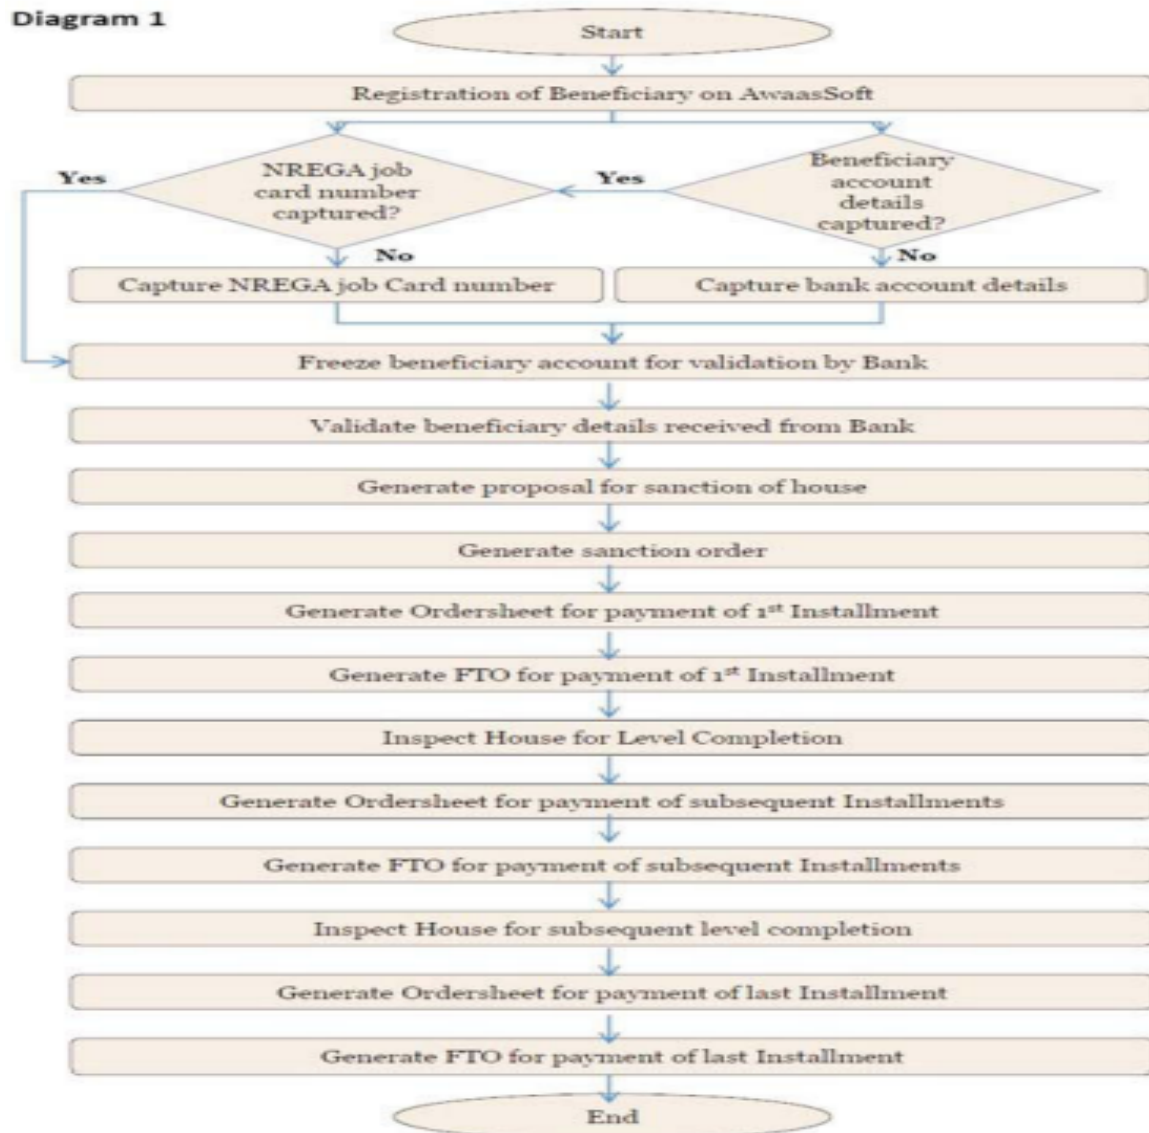 Diagram 1
Start
Registration of Beneficiary on AwaasSoft
Yes
NREGA job
card number
captured?
Yes
Beneficiary
account
details
captured?
No
No
Capture NREGA job Card number
Capture bank account details
Freeze beneficiary account for validation by Bank
Validate beneficiary details received from Bank
Generate proposal for sanction of house
Generate sanction order
Generate Ordersheet for payment of 1st Installment
Generate FTO for payment of 1st Installment
Inspect House for Level Completion
Generate Ordersheet for payment of subsequent Installments
Generate FTO for payment of subsequent Installments
Inspect House for subsequent level completion
Generate Ordersheet for payment of last Installment
Generate FTO for payment of last Installment
End